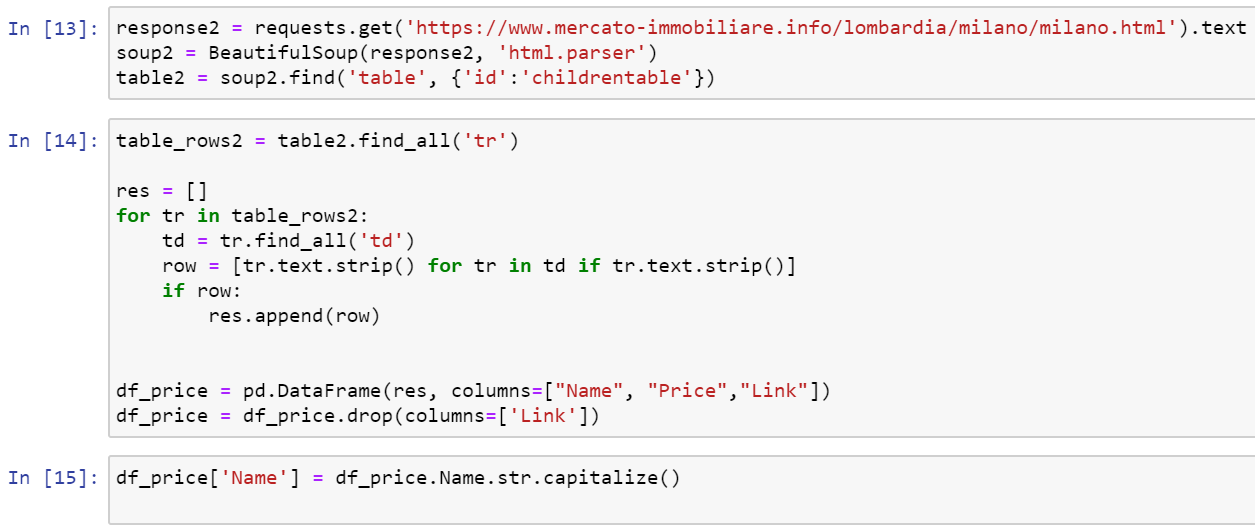 In [13]: response2 = requests.get('https://www.mercato-immobiliare.info/lombardia/milano/milano.html').text
soup2 = BeautifulSoup(response2, 'html.parser')
table2 = soup2.find('table', {'id':'childrentable'})
In [14]: table_rows2 = table2.find_all('tr')
res = []
for tr in table_rows2:
    td = tr.find_all('td')
    row = [tr.text.strip() for tr in td if tr.text.strip()]
    if row:
        res.append(row)
df_price = pd.DataFrame(res, columns=["Name", "Price","Link"])
df_price = df_price.drop(columns=['Link'])
In [15]: df_price['Name'] = df_price.Name.str.capitalize()